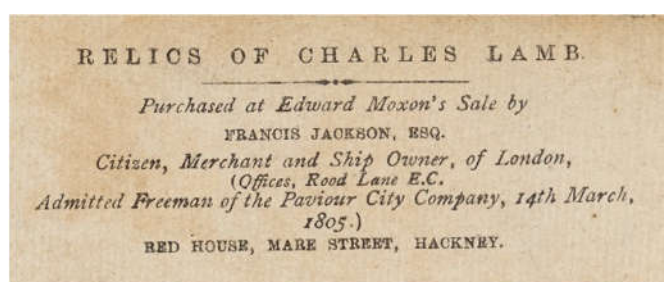 RELICS OF CHARLES LAMB.
Purchased at Edward Moxon's Sale by
FRANCIS JACKSON, ESQ.
Citizen, Merchant and Ship Owner, of London,
(Offices, Rood Lane E.C.
Admitted Freeman of the Paviour City Company, 14th March,
1805.)
RED HOUSE, MARE STREET, HACKNEY.